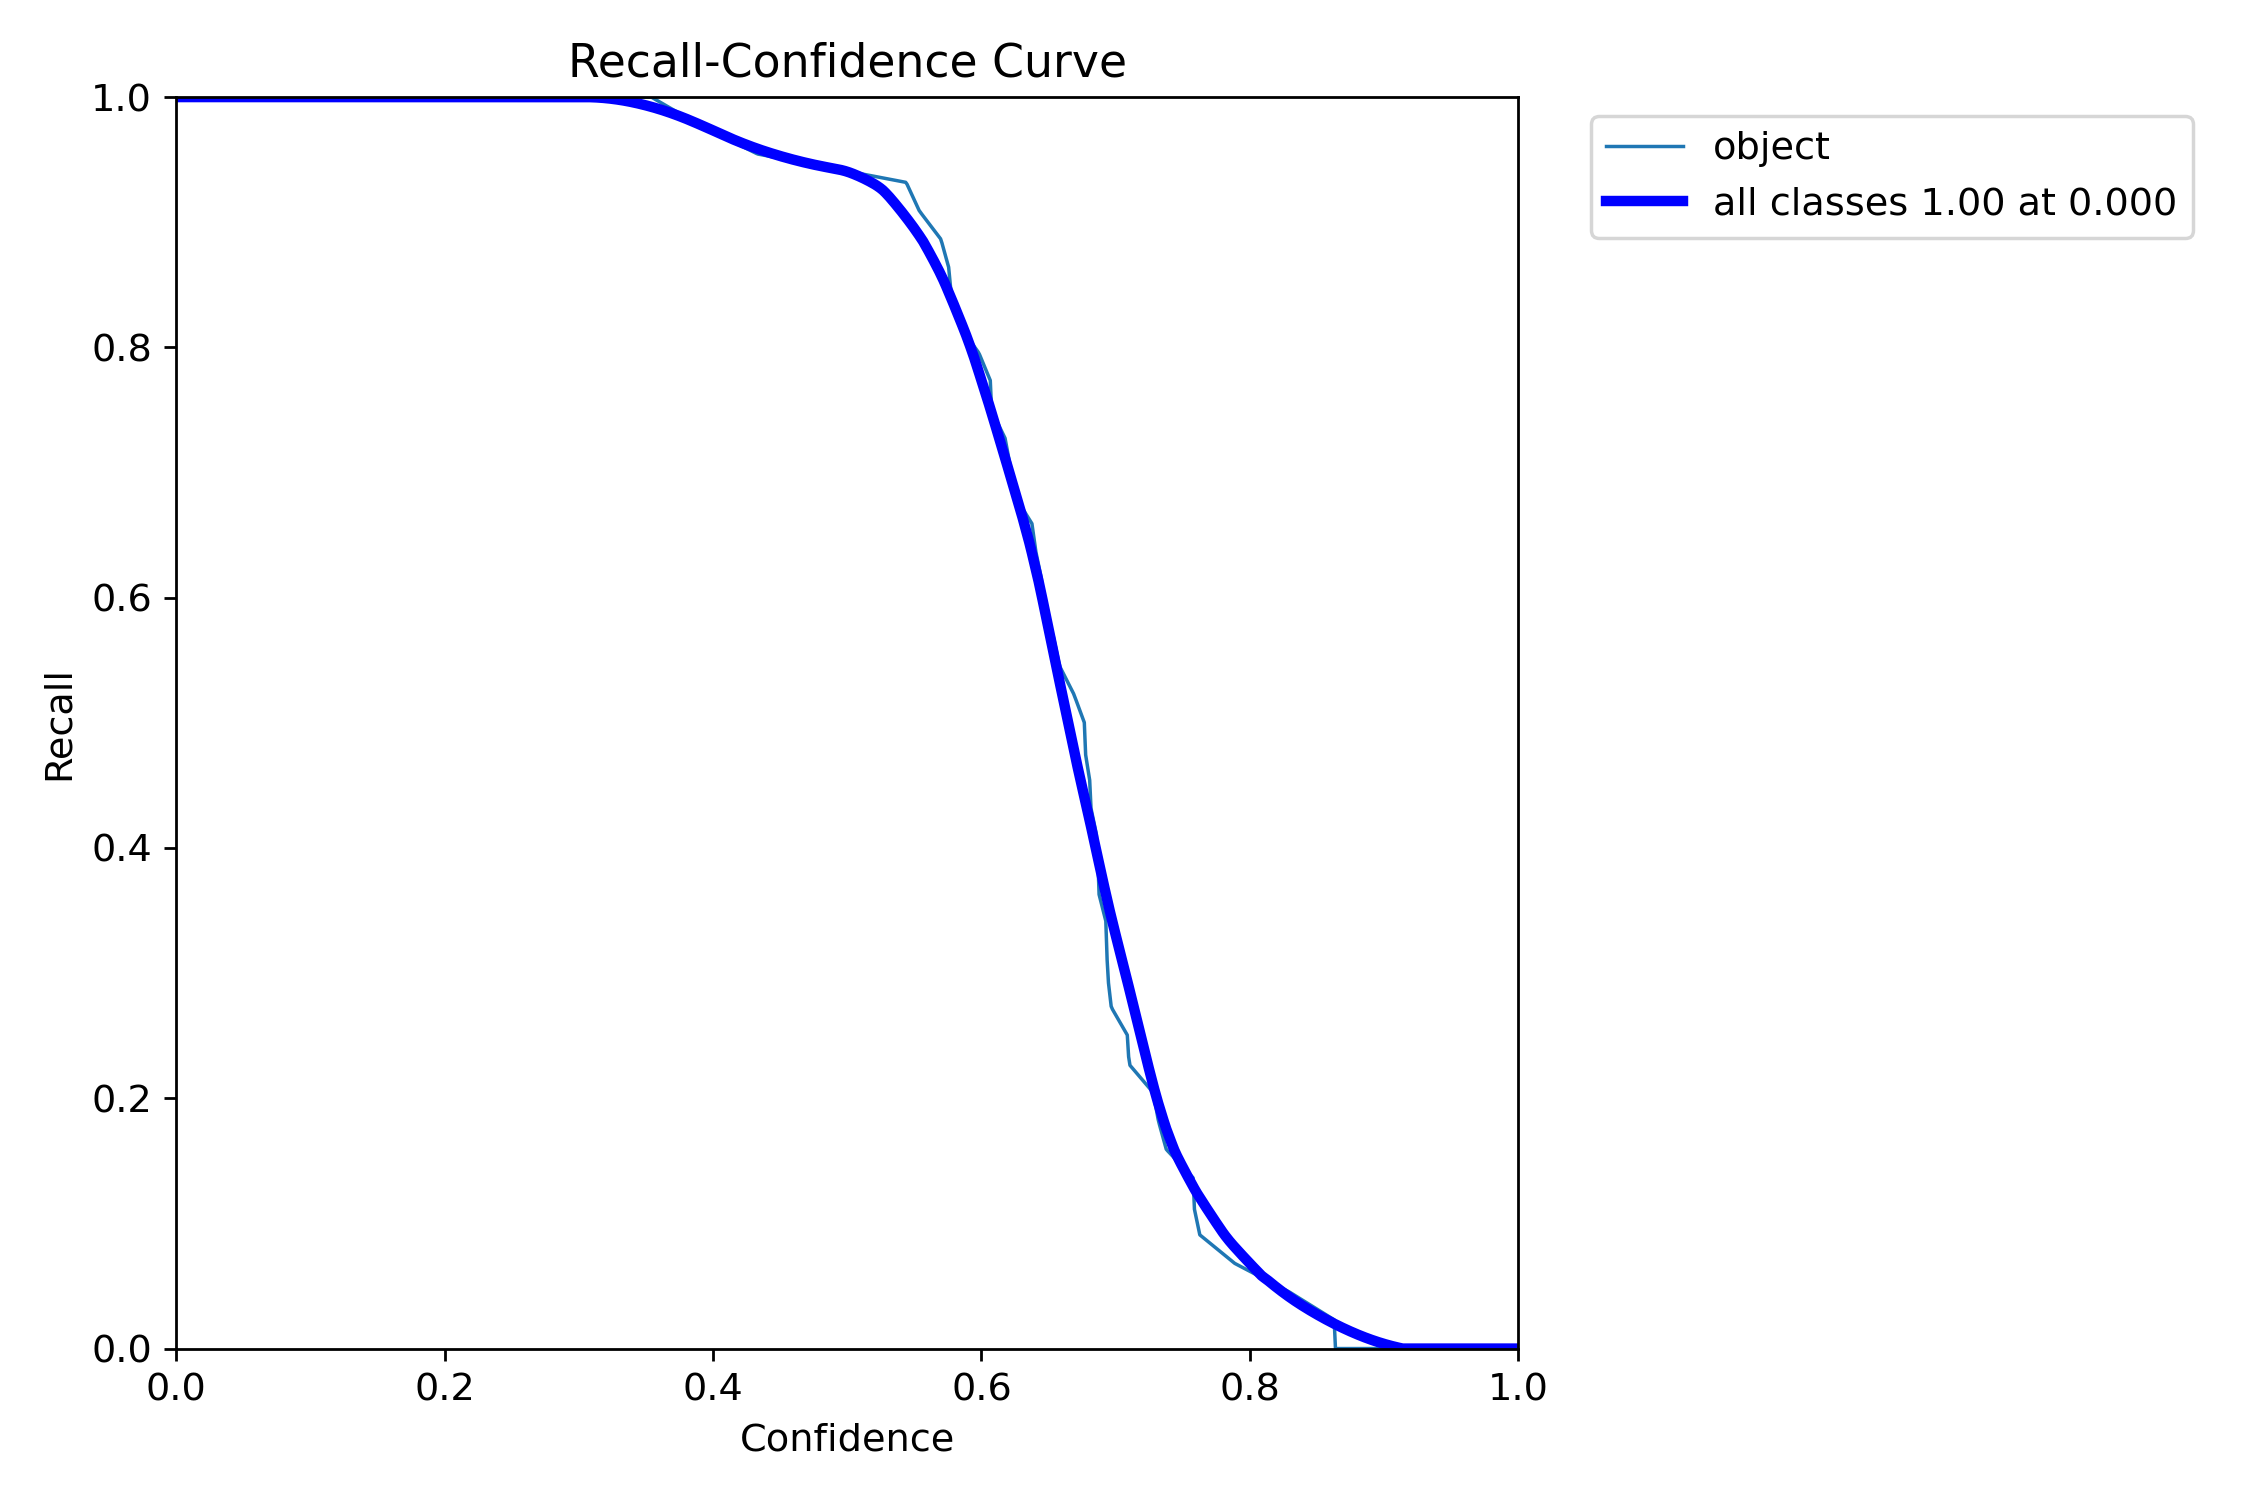 Recall-Confidence Curve
1.0
0.8
0.6
0.4
0.2
0.0
Recall
0.0 0.2 0.4 0.6 0.8 1.0
Confidence
object
all classes 1.00 at 0.000